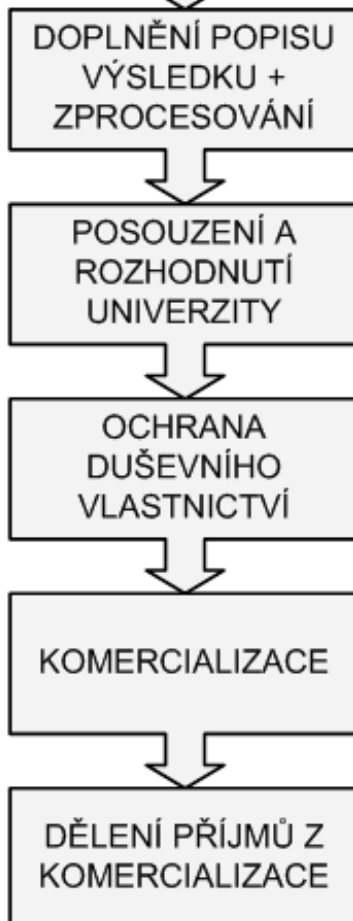 DOPLNĚNÍ POPISU
VÝSLEDKU +
ZPROCESOVÁNÍ
POSOUZENÍ A
ROZHODNUTÍ
UNIVERZITY
OCHRANA
DUŠEVNÍHO
VLASTNICTVÍ
KOMERCIALIZACE
DĚLENÍ PŘÍJMŮ Z
KOMERCIALIZACE